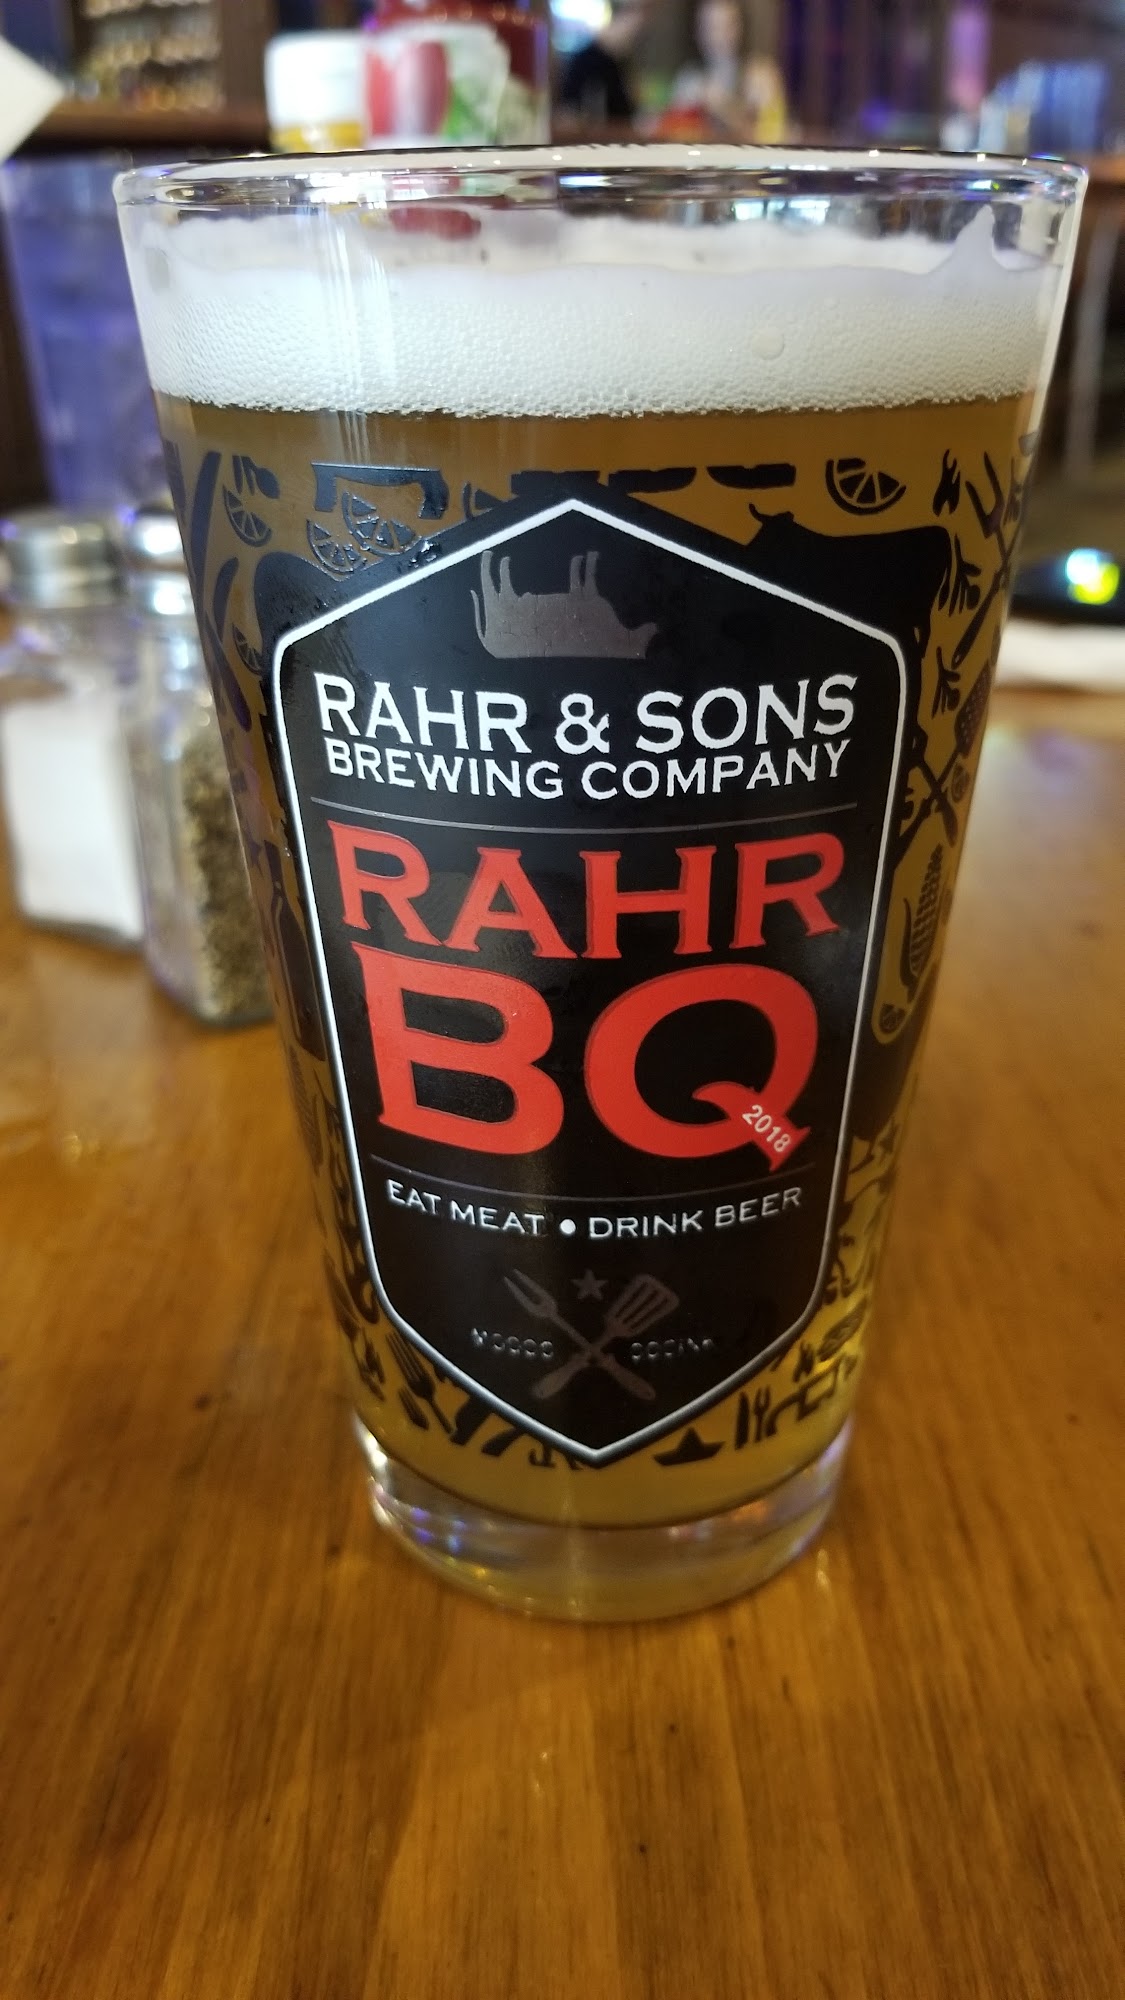 RAHR & SONS
BREWING COMPANY
RAHR
BQ
2018
EAT MEAT • DRINK BEER